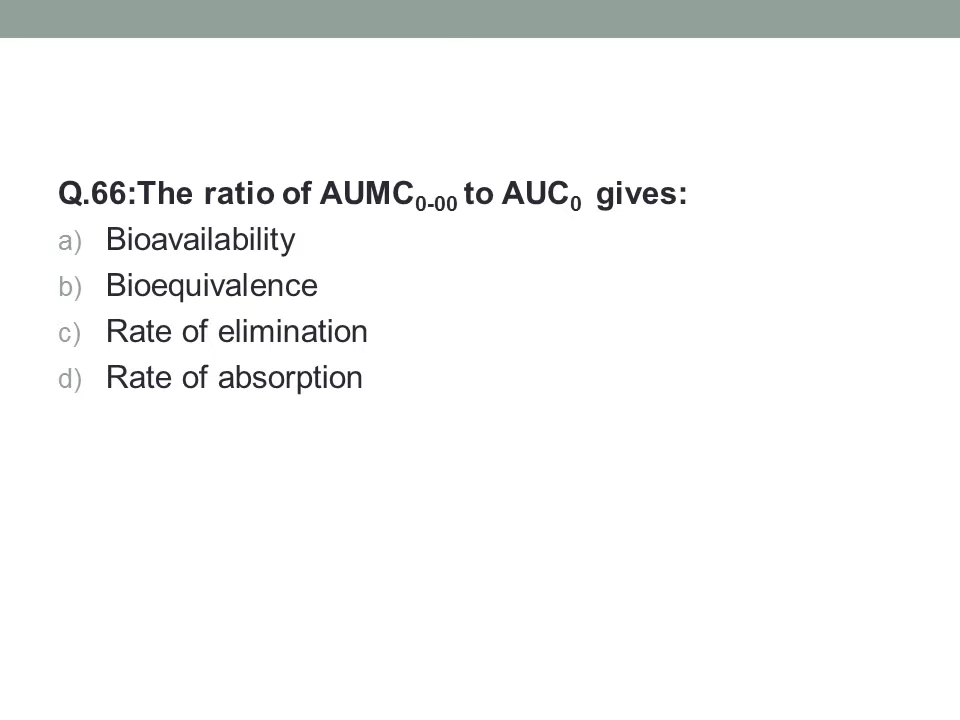 Q.66:The ratio of AUMC0-00 to AUC0 gives:
a) Bioavailability
b) Bioequivalence
c) Rate of elimination
d) Rate of absorption